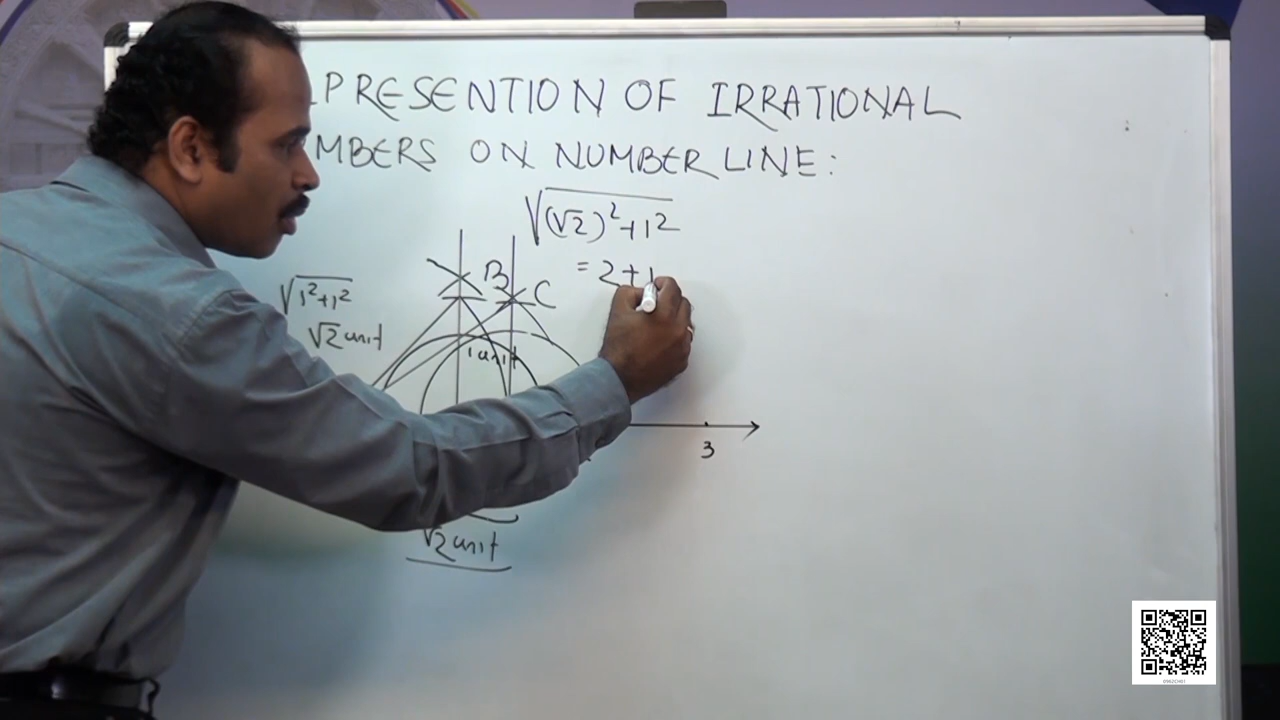 PRESENTION OF IRRATIONAL
MBERS ON NUMBER LINE:
√(√2)²+1²
= 2+1
B
C
√1²+1²
√2 unit
1 unit
3
√2 unit
0962CH01